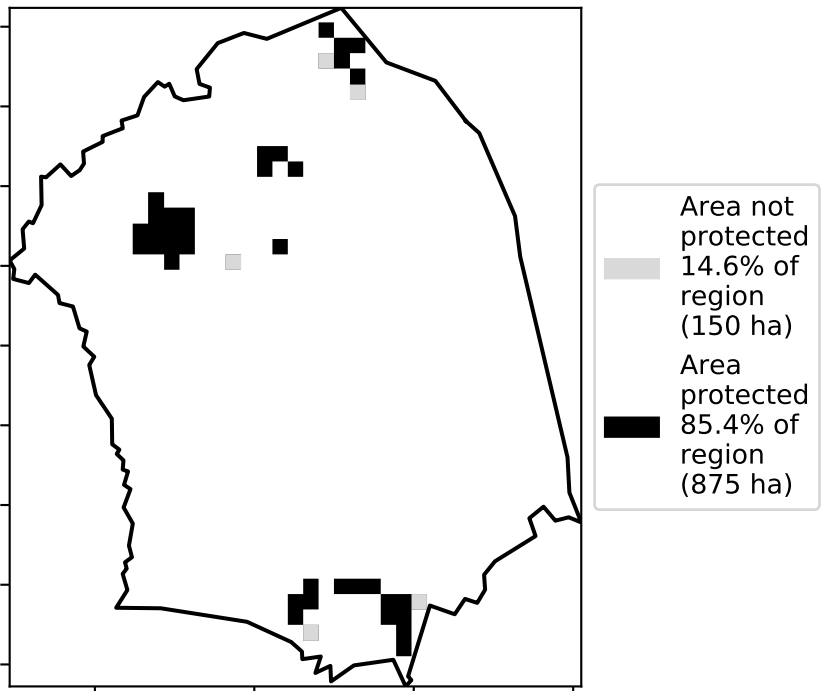 Area not
protected
14.6% of
region
(150 ha)
Area
protected
85.4% of
region
(875 ha)